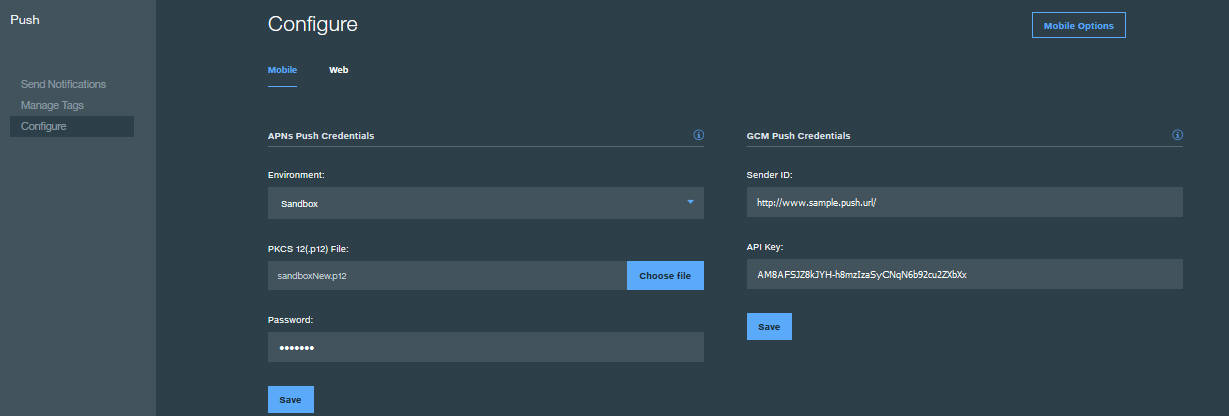 Push
Send Notifications
Manage Tags
Configure
Configure
Mobile Options
Mobile
Web
APNs Push Credentials
Environment:
Sandbox
PKCS 12(.p12) File:
sandboxNew.p12
Choose file
Password:
Save
GCM Push Credentials
Sender ID:
http://www.sample.push.url/
API Key:
AM8AFSJZ8kJYH-h8mzIzaSyCNqN6b92cu2ZXbXx
Save